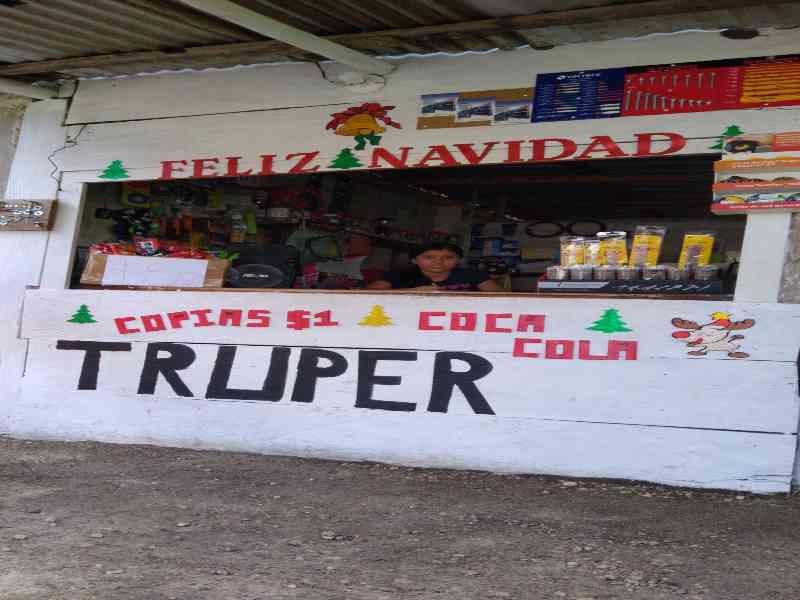 FELIZ NAVIDAD
COPIAS $1 COCA
COLA
TRUPER